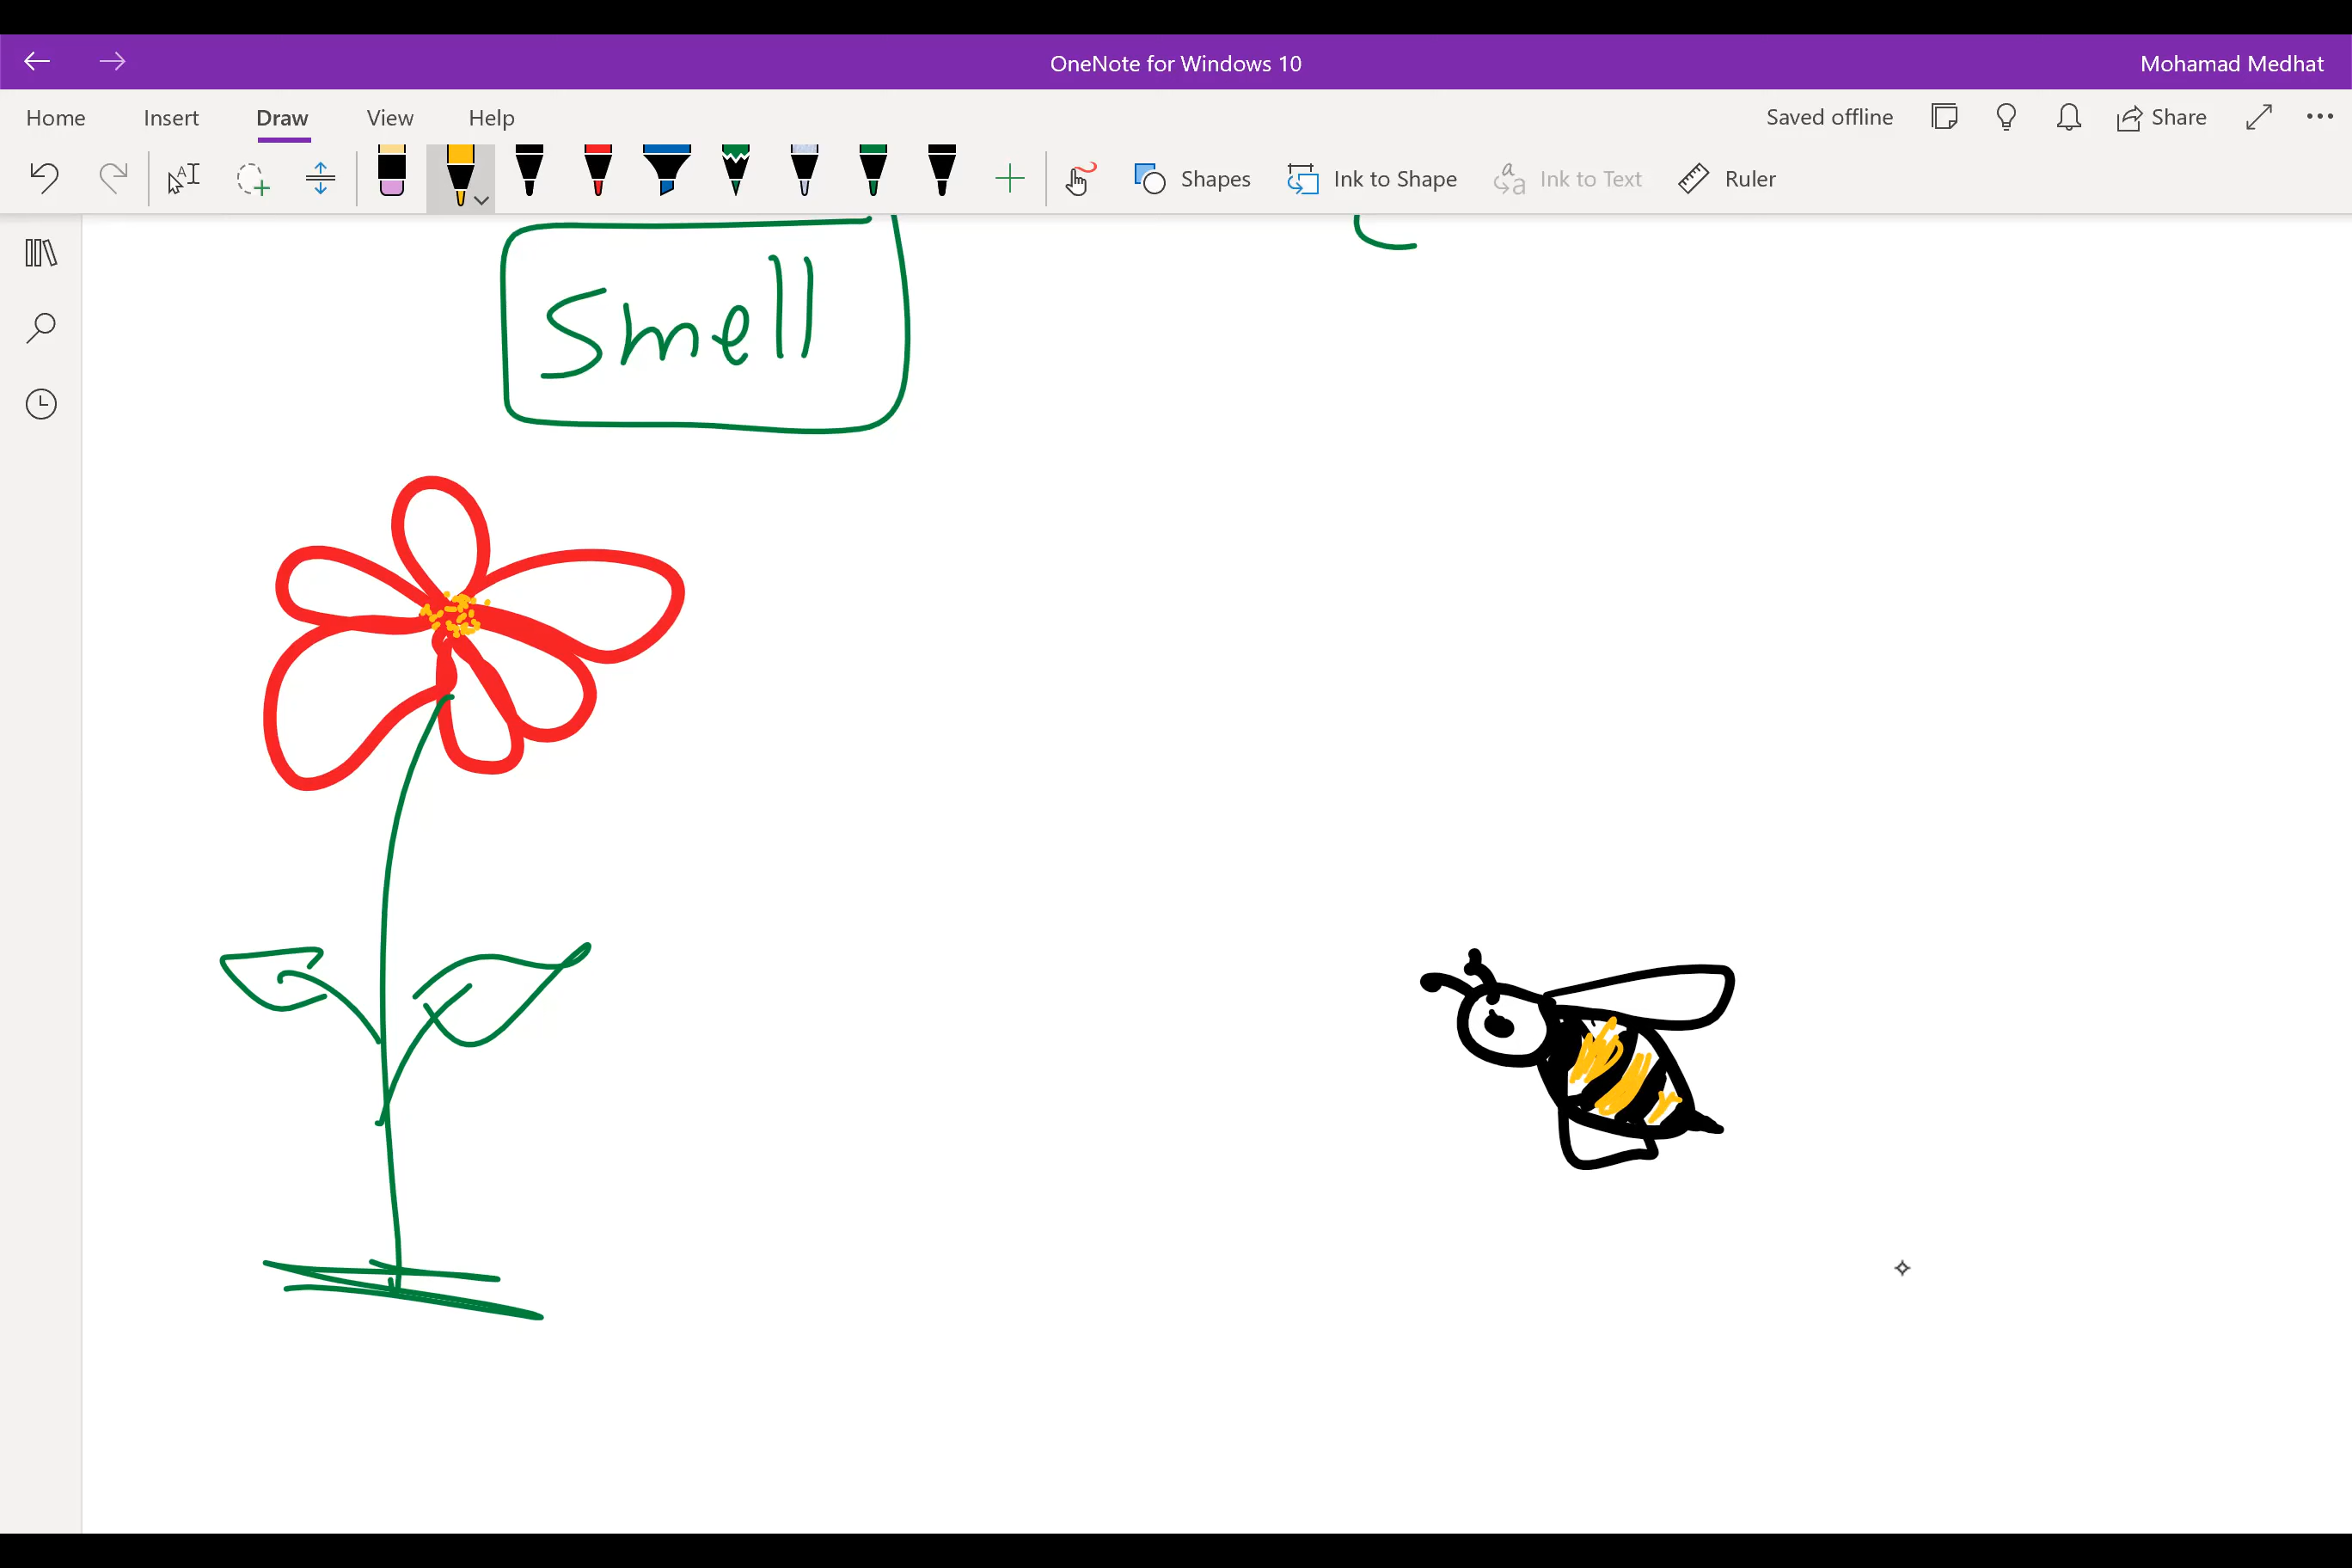 OneNote for Windows 10
Mohamad Medhat
Home Insert Draw View Help
Saved offline Share
Shapes Ink to Shape Ink to Text Ruler
Smell